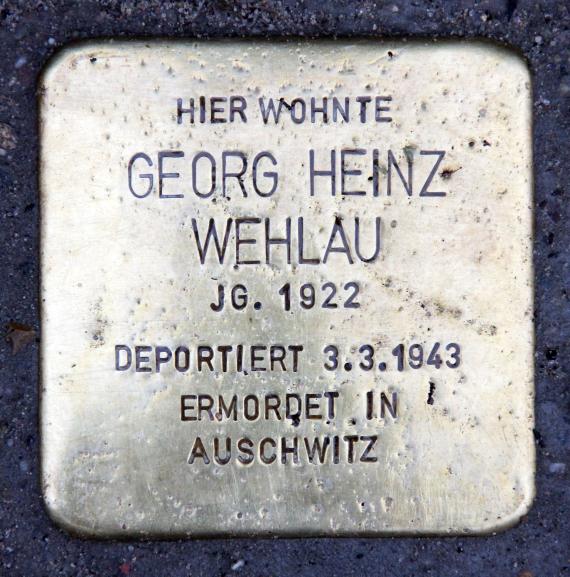 HIER WOHNTE
GEORG HEINZ
WEHLAU
JG. 1922
DEPORTIERT 3.3.1943
ERMORDET IN
AUSCHWITZ